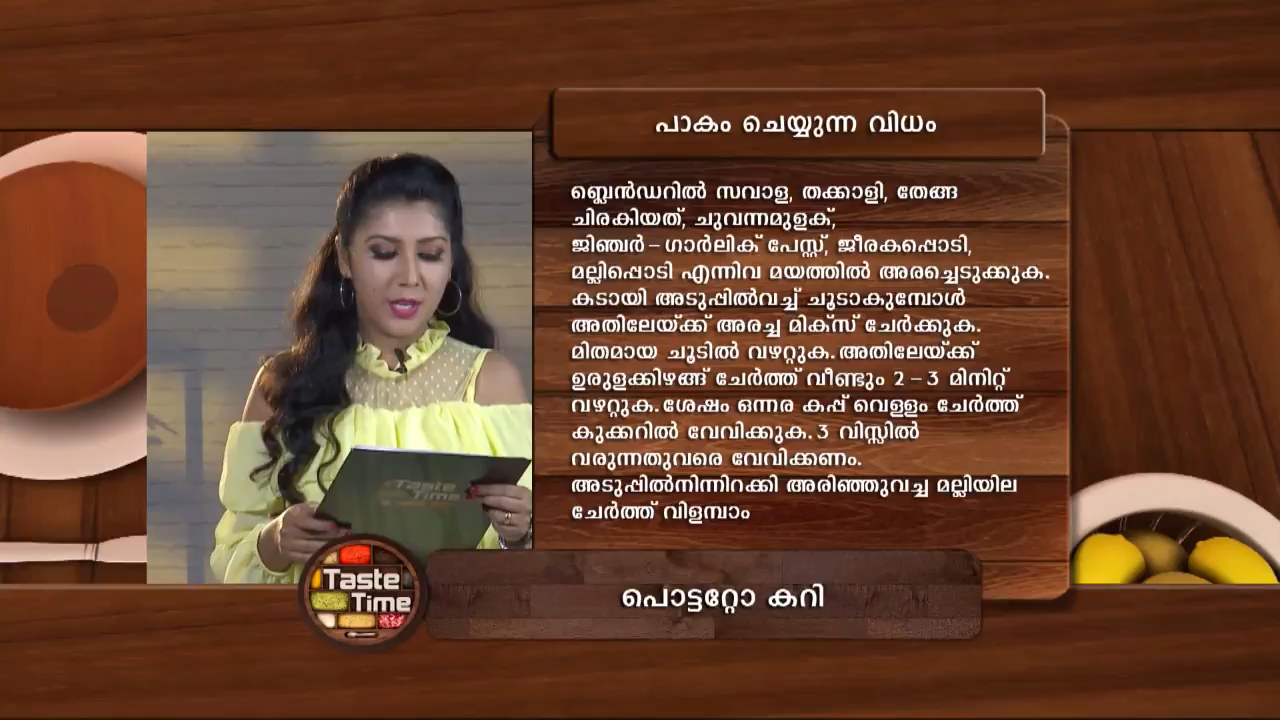 പാകം ചെയ്യുന്ന വിധം
ബ്ലെൻഡറിൽ സവാള, തക്കാളി, തേങ്ങ
ചിരകിയത്, ചുവന്നമുളക്,
ജിഞ്ചർ – ഗാർലിക് പേസ്റ്റ്, ജീരകപ്പൊടി,
മല്ലിപ്പൊടി എന്നിവ മയത്തിൽ അരച്ചെടുക്കുക.
കടായി അടുപ്പിൽവച്ച് ചൂടാകുമ്പോൾ
അതിലേയ്ക്ക് അരച്ച മിക്സ് ചേർക്കുക.
മിതമായ ചൂടിൽ വഴറ്റുക. അതിലേയ്ക്ക്
ഉരുളക്കിഴങ്ങ് ചേർത്ത് വീണ്ടും 2 – 3 മിനിറ്റ്
വഴറ്റുക. ശേഷം ഒന്നര കപ്പ് വെള്ളം ചേർത്ത്
കുക്കറിൽ വേവിക്കുക. 3 വിസ്സിൽ
വരുന്നതുവരെ വേവിക്കണം.
അടുപ്പിൽനിന്നിറക്കി അരിഞ്ഞുവച്ച മല്ലിയില
ചേർത്ത് വിളമ്പാം
Taste
Time
Taste
Time
പൊട്ടറ്റോ കറി